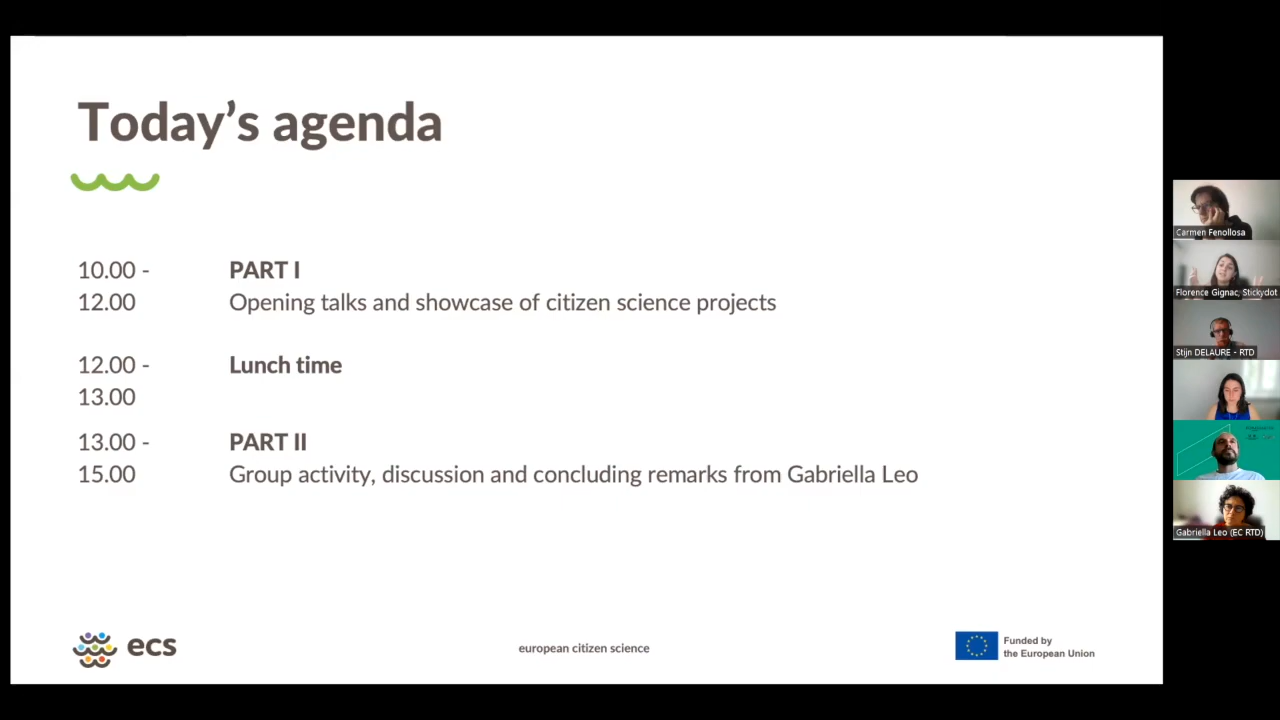 Today's agenda
10.00 - PART I
12.00 Opening talks and showcase of citizen science projects
12.00 - Lunch time
13.00
13.00 - PART II
15.00 Group activity, discussion and concluding remarks from Gabriella Leo
ecs
european citizen science
Funded by
the European Union
Carmen Fenollosa
Florence Gignac, Stickydot
Stijn DELAURE - RTD
Gabriella Leo (EC RTD)